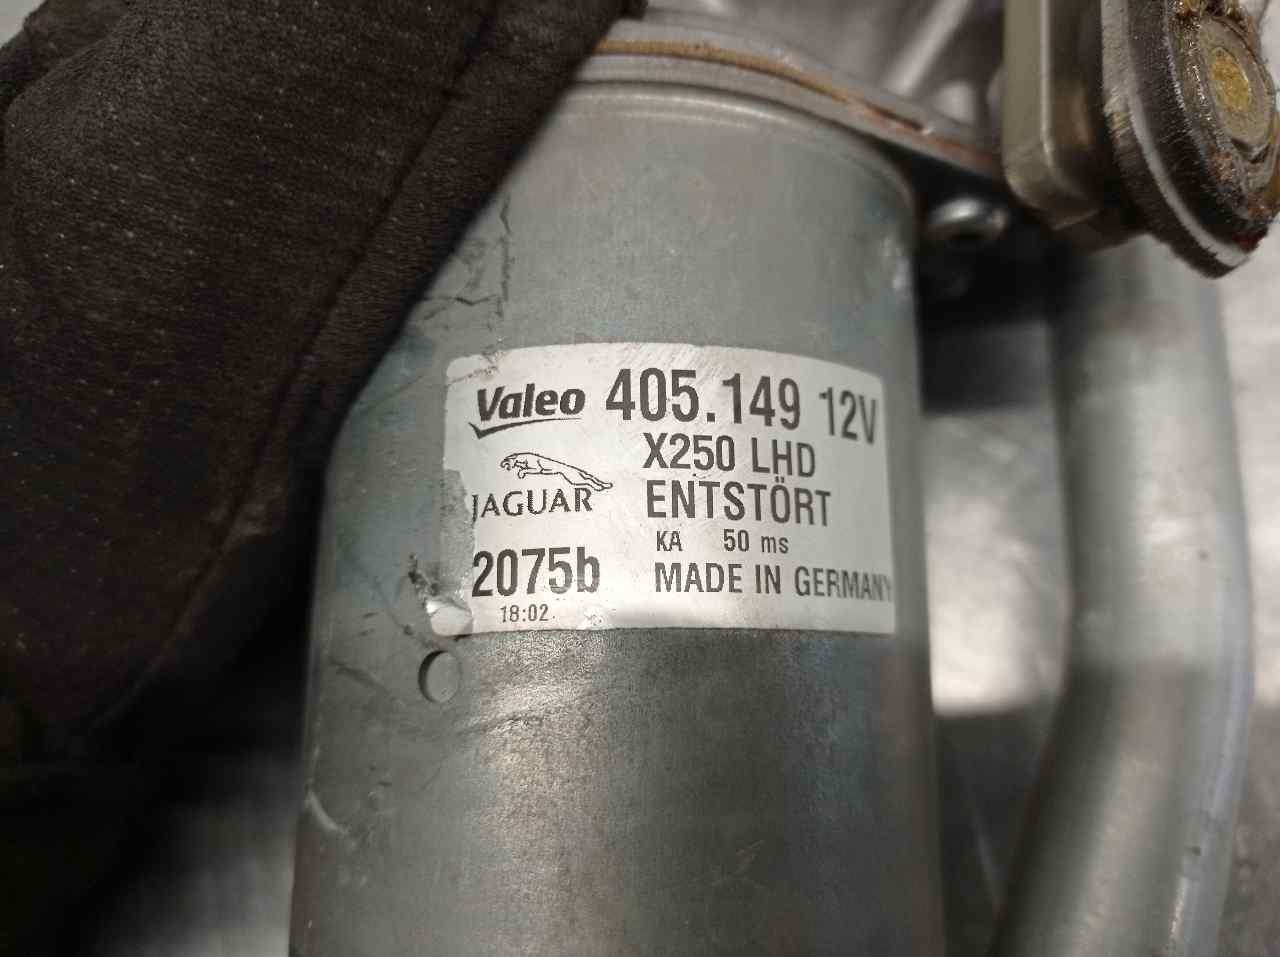 Valeo 405.149 12V
X250 LHD
JAGUAR ENTSTÖRT
KA 50 ms
2075b MADE IN GERMANY
18:02